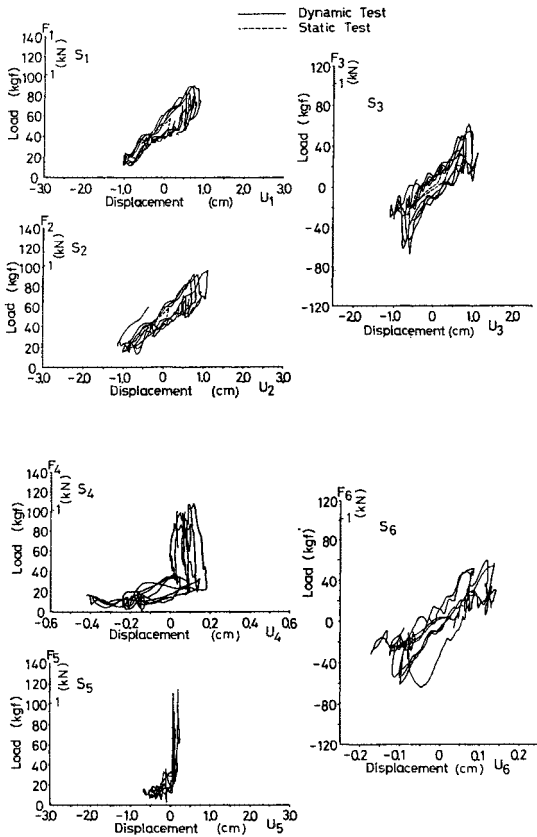 Dynamic Test
Static Test
F1
(kN)
S1
Load (kgf)
140
120
100
80
60
40
20
0
1
-3.0 -2.0 -1.0 0 1.0 2.0 3.0
Displacement (cm) U1
F2
(kN)
S2
Load (kgf)
140
120
100
80
60
40
20
0
1
-3.0 -2.0 -1.0 0 1.0 2.0 3.0
Displacement (cm) U2
F3
(kN)
S3
Load (kgf)
120
80
40
0
-40
-80
-120
1
-2.0 -1.0 0 1.0 2.0
Displacement (cm) U3
F4
(kN)
S4
Load (kgf)
140
120
100
80
60
40
20
0
1
-0.6 -0.4 -0.2 0 0.2 0.4 0.6
Displacement (cm) U4
F5
(kN)
S5
Load (kgf)
140
120
100
80
60
40
20
0
1
-3.0 -2.0 -1.0 0 1.0 2.0 3.0
Displacement (cm) U5
F6
(kN)
S6
Load (kgf)
120
80
40
0
-40
-80
-120
1
-0.2 -0.1 0 0.1 0.2
Displacement (cm) U6